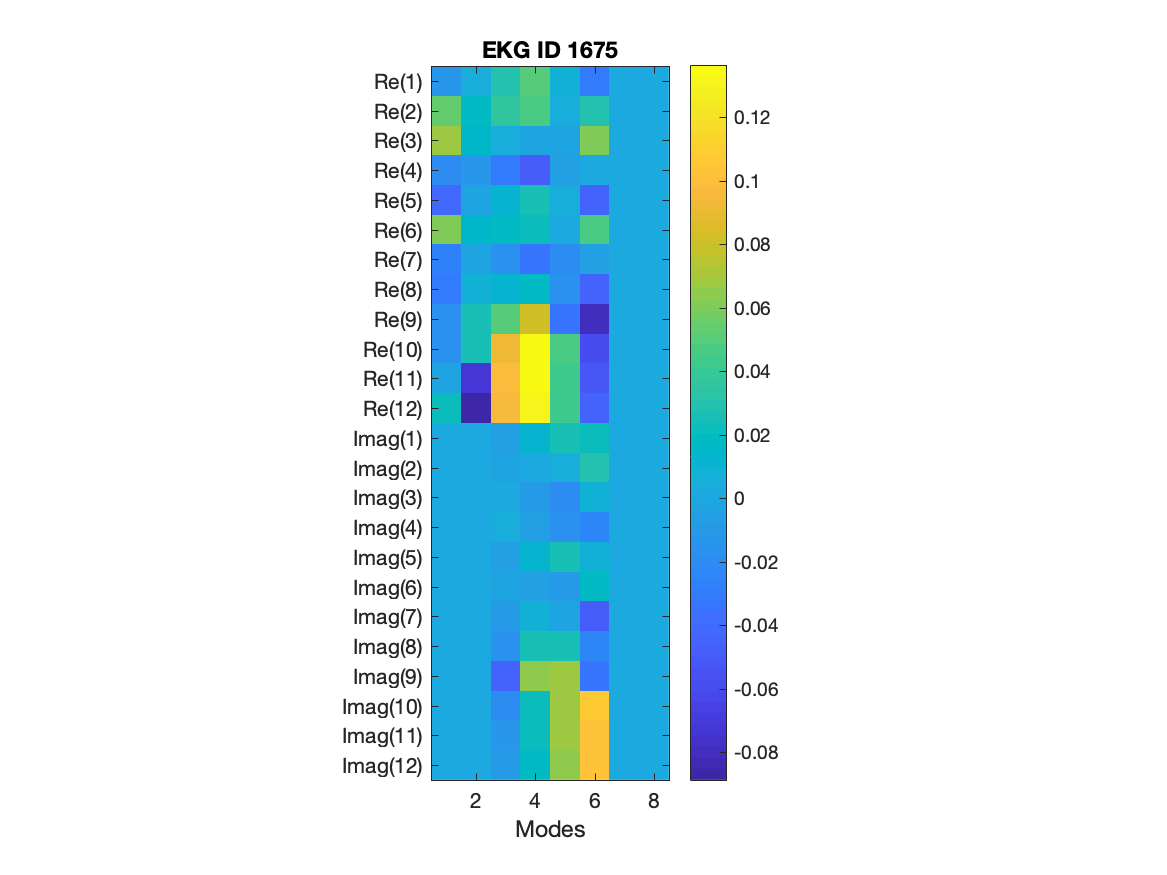 EKG ID 1675
Re(1)
Re(2)
Re(3)
Re(4)
Re(5)
Re(6)
Re(7)
Re(8)
Re(9)
Re(10)
Re(11)
Re(12)
Imag(1)
Imag(2)
Imag(3)
Imag(4)
Imag(5)
Imag(6)
Imag(7)
Imag(8)
Imag(9)
Imag(10)
Imag(11)
Imag(12)
2 4 6 8
Modes
0.12
0.1
0.08
0.06
0.04
0.02
0
-0.02
-0.04
-0.06
-0.08